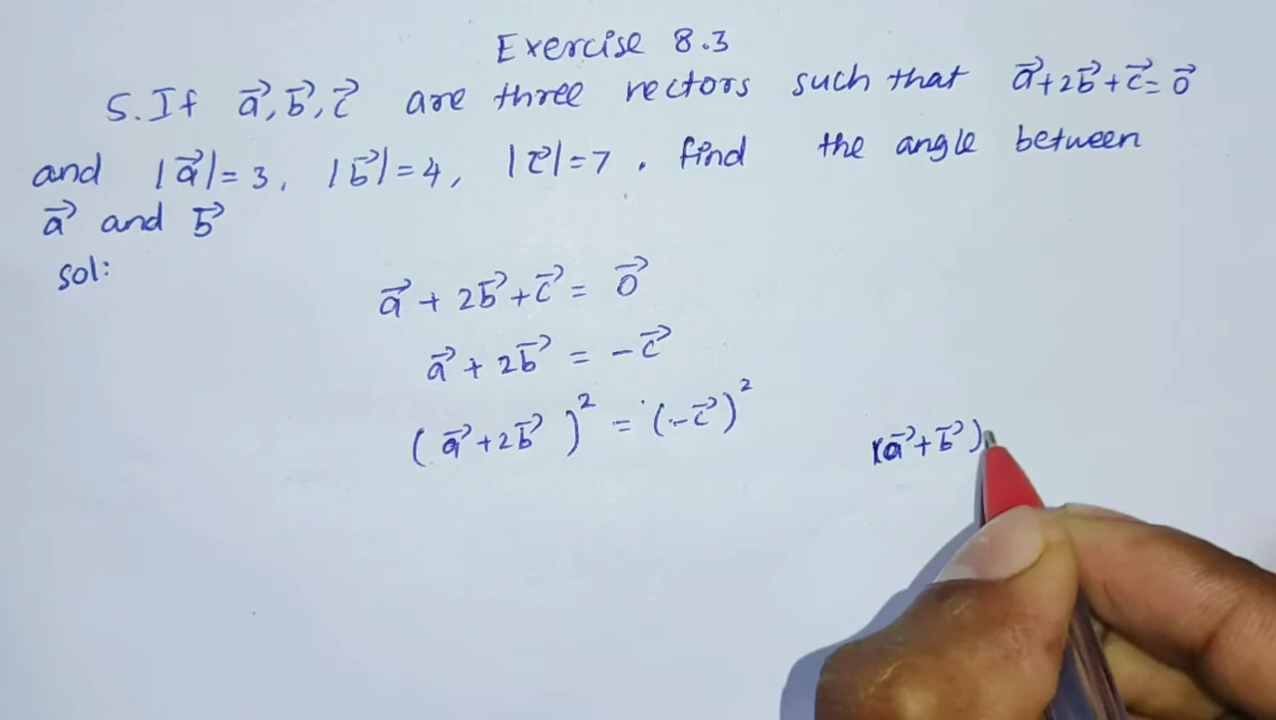 Exercise 8.3
5. If a⃗, b⃗, c⃗ are three vectors such that a⃗+2b⃗+c⃗=0⃗
and |a⃗|=3, |b⃗|=4, |c⃗|=7. find the angle between
a⃗ and b⃗
sol:
a⃗ + 2b⃗ + c⃗ = 0⃗
a⃗ + 2b⃗ = -c⃗
(a⃗+2b⃗)² = (-c⃗)²
(a⃗+b⃗)